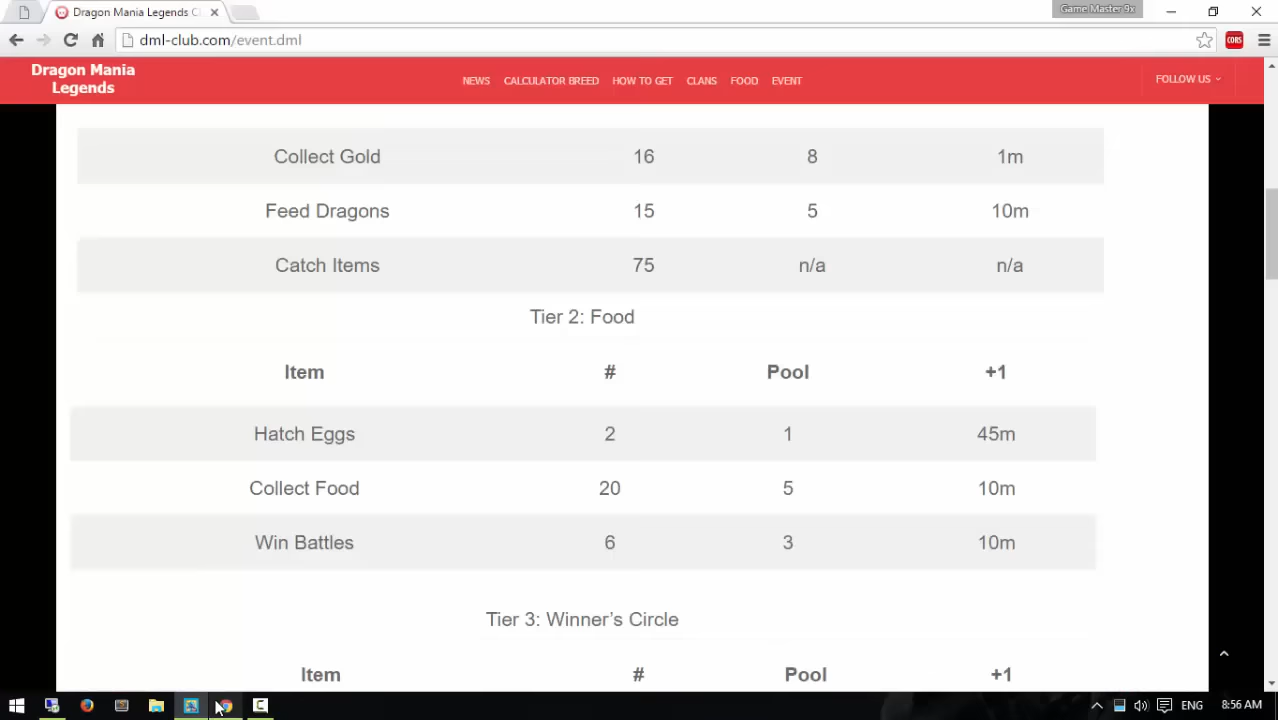 Dragon Mania Legends C
Game Master 9x
dml-club.com/event.dml
CORS
Dragon Mania
Legends
NEWS CALCULATOR BREED HOW TO GET CLANS FOOD EVENT
FOLLOW US
Collect Gold 16 8 1m
Feed Dragons 15 5 10m
Catch Items 75 n/a n/a
Tier 2: Food
Item # Pool +1
Hatch Eggs 2 1 45m
Collect Food 20 5 10m
Win Battles 6 3 10m
Tier 3: Winner's Circle
Item # Pool +1
ENG 8:56 AM